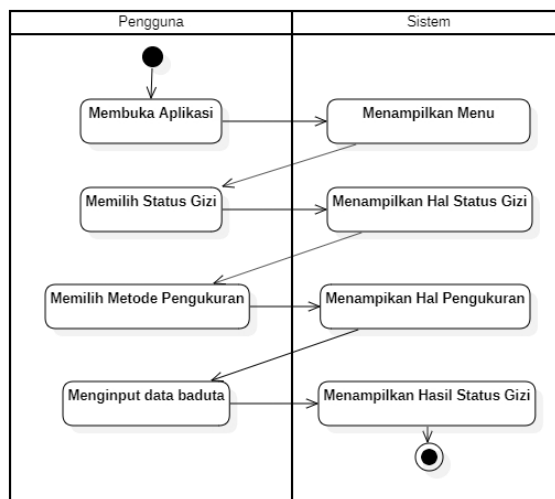 Pengguna
Sistem
Membuka Aplikasi
Menampilkan Menu
Memilih Status Gizi
Menampilkan Hal Status Gizi
Memilih Metode Pengukuran
Menampikan Hal Pengukuran
Menginput data baduta
Menampilkan Hasil Status Gizi